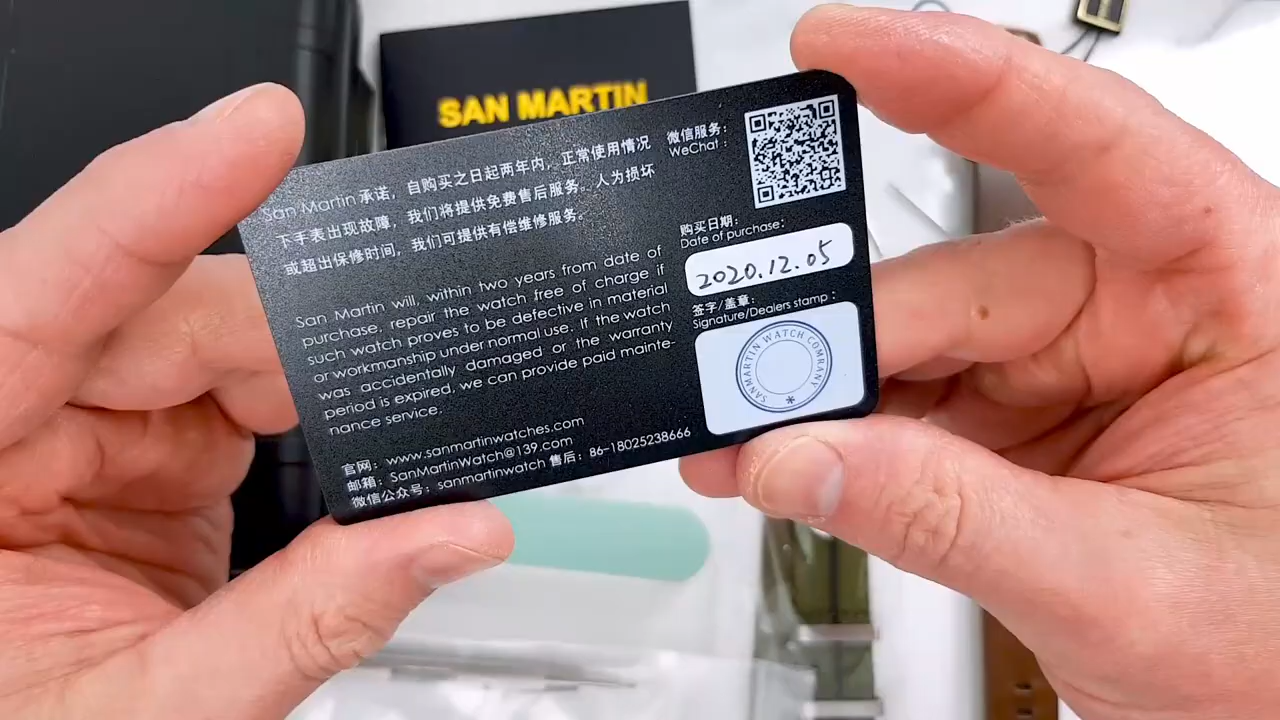 SAN MARTIN
San Martin 承诺，自购买之日起两年内，正常使用情况
下手表出现故障，我们将提供免费售后服务。人为损坏
或超出保修时间，我们可提供有偿维修服务。
San Martin will, within two years from date of
purchase, repair the watch free of charge if
such watch proves to be defective in material
or workmanship under normal use. If the watch
was accidentally damaged or the warranty
period is expired, we can provide paid mainte-
nance service.
官网：www.sanmartinwatches.com
邮箱：SanMartinWatch@139.com
微信公众号：sanmartinwatch 售后：86-18025238666
微信服务：
WeChat :
购买日期：
Date of purchase:
2020.12.05
签字/盖章：
Signature/Dealers stamp :
SANMARTIN WATCH COMPANY